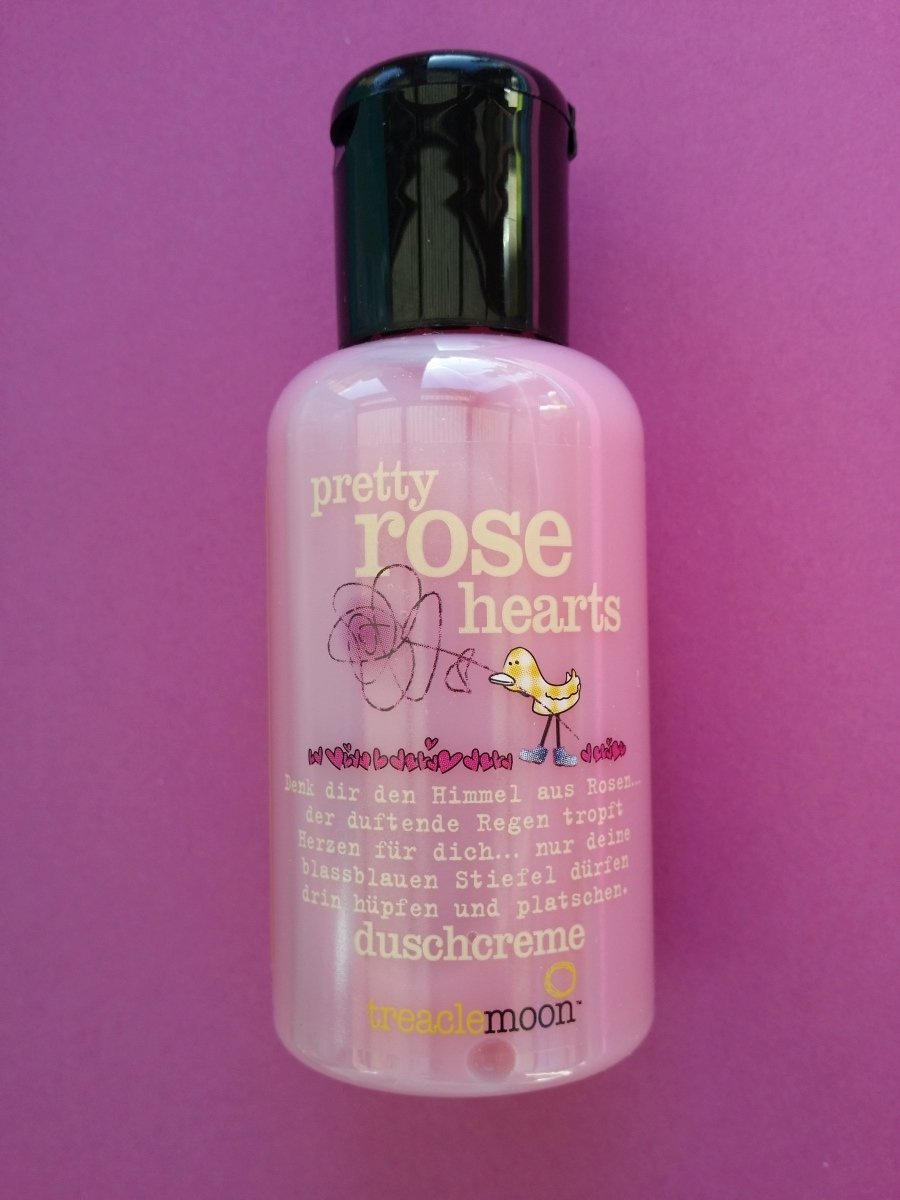 pretty
rose
hearts
Denk dir den Himmel aus Rosen...
der duftende Regen tropft
Herzen für dich... nur deine
blassblauen Stiefel dürfen
drin hüpfen und platschen.
duschcreme
treaclemoon™